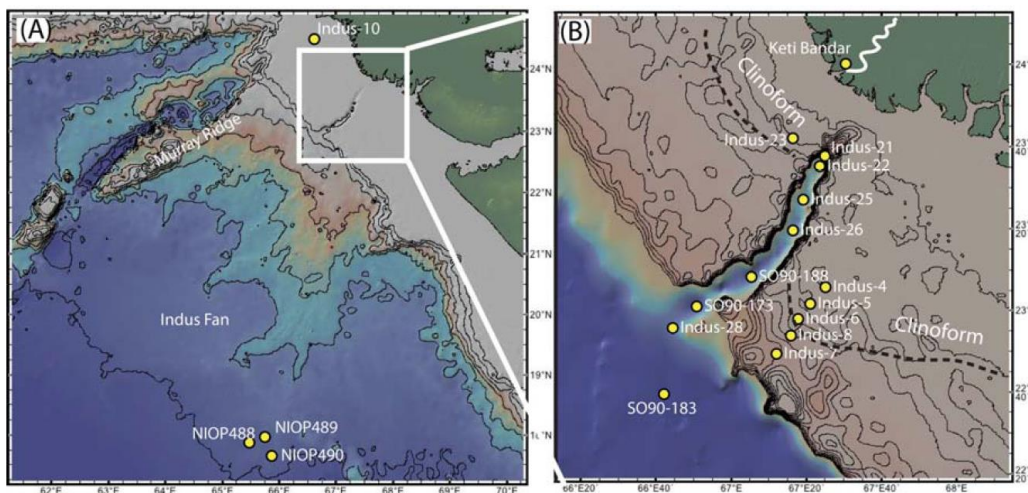 (A)
Indus-10
24°N
23°N
Murray Ridge
22°N
21°N
Indus Fan
20°N
19°N
NIOP489
NIOP488
NIOP490
62°E 63°E 64°E 65°E 66°E 67°E 68°E 69°E 70°E
(B)
Keti Bandar
24°
Clinoform
Indus-23
Indus-21
23°
40'
Indus-22
Indus-25
Indus-26
23°
20'
SO90-188
Indus-4
SO90-173
Indus-5
23°
Indus-6
Indus-28
Indus-8
Clinoform
Indus-7
22°
40'
SO90-183
22°
66°E20' 66°E40' 67°E 67°E20' 67°E40' 68°E